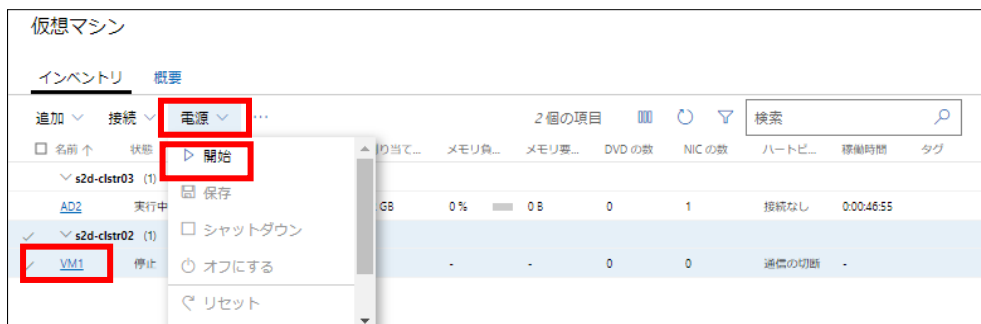 仮想マシン
インベントリ 概要
追加 接続 電源 ... 2個の項目 検索
名前 状態 り当て... メモリ負... メモリ要... DVD の数 NIC の数 ハートビ... 稼働時間 タグ
開始
s2d-clstr03 (1)
保存
AD2 実行中 GB 0 % 0 B 0 1 接続なし 0:00:46:55
シャットダウン
s2d-clstr02 (1)
VM1 停止 - - 0 0 通信の切断 -
オフにする
リセット